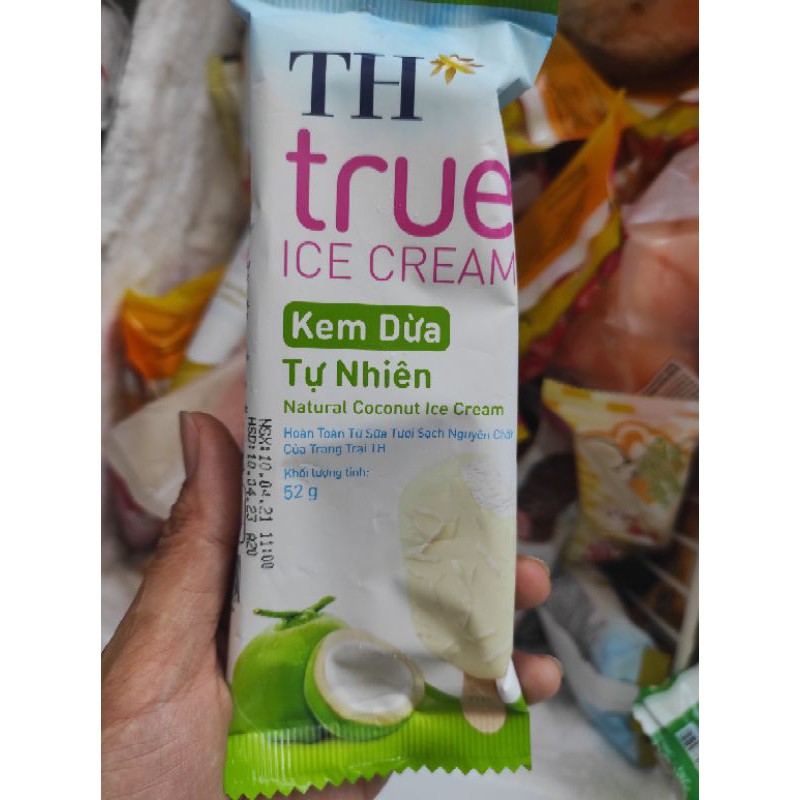 TH
true
ICE CREAM
Kem Dừa
Tự Nhiên
Natural Coconut Ice Cream
Hoàn Toàn Từ Sữa Tươi Sạch Nguyên Chất
Của Trang Trại TH
Khối lượng tịnh:
52 g
NSX:10.04.21 11:00
HSD:10.04.23 A20